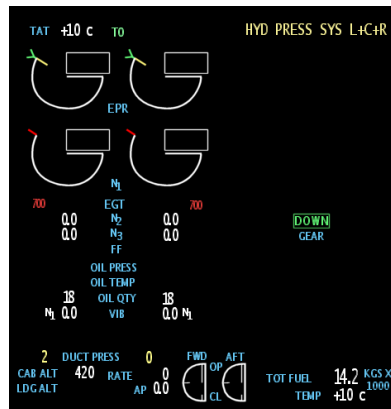 TAT +10 c TO HYD PRESS SYS L+C+R
EPR
N1
700 EGT 700
0.0 N2 0.0
0.0 N3 0.0 DOWN
FF GEAR
OIL PRESS
OIL TEMP
18 OIL QTY 18
N1 0.0 VIB 0.0 N1
2 DUCT PRESS 0 FWD AFT
CAB ALT 420 RATE 0 OP TOT FUEL 14.2 KGS X
1000
LDG ALT AP 0.0 CL TEMP +10 c